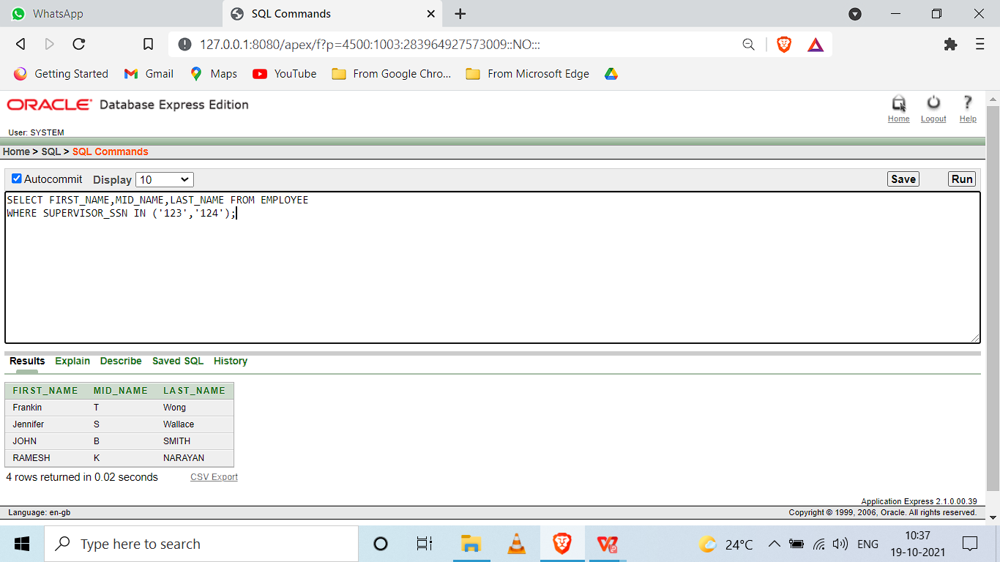 WhatsApp
SQL Commands
127.0.0.1:8080/apex/f?p=4500:1003:283964927573009::NO:::
Getting Started Gmail Maps YouTube From Google Chro... From Microsoft Edge
ORACLE Database Express Edition
Home Logout Help
User: SYSTEM
Home > SQL > SQL Commands
Autocommit Display 10 Save Run
SELECT FIRST_NAME,MID_NAME,LAST_NAME FROM EMPLOYEE
WHERE SUPERVISOR_SSN IN ('123','124');
Results Explain Describe Saved SQL History
FIRST_NAME MID_NAME LAST_NAME
Frankin T Wong
Jennifer S Wallace
JOHN B SMITH
RAMESH K NARAYAN
4 rows returned in 0.02 seconds CSV Export
Application Express 2.1.0.00.39
Language: en-gb Copyright © 1999, 2006, Oracle. All rights reserved.
Type here to search 24°C ENG 10:37
19-10-2021